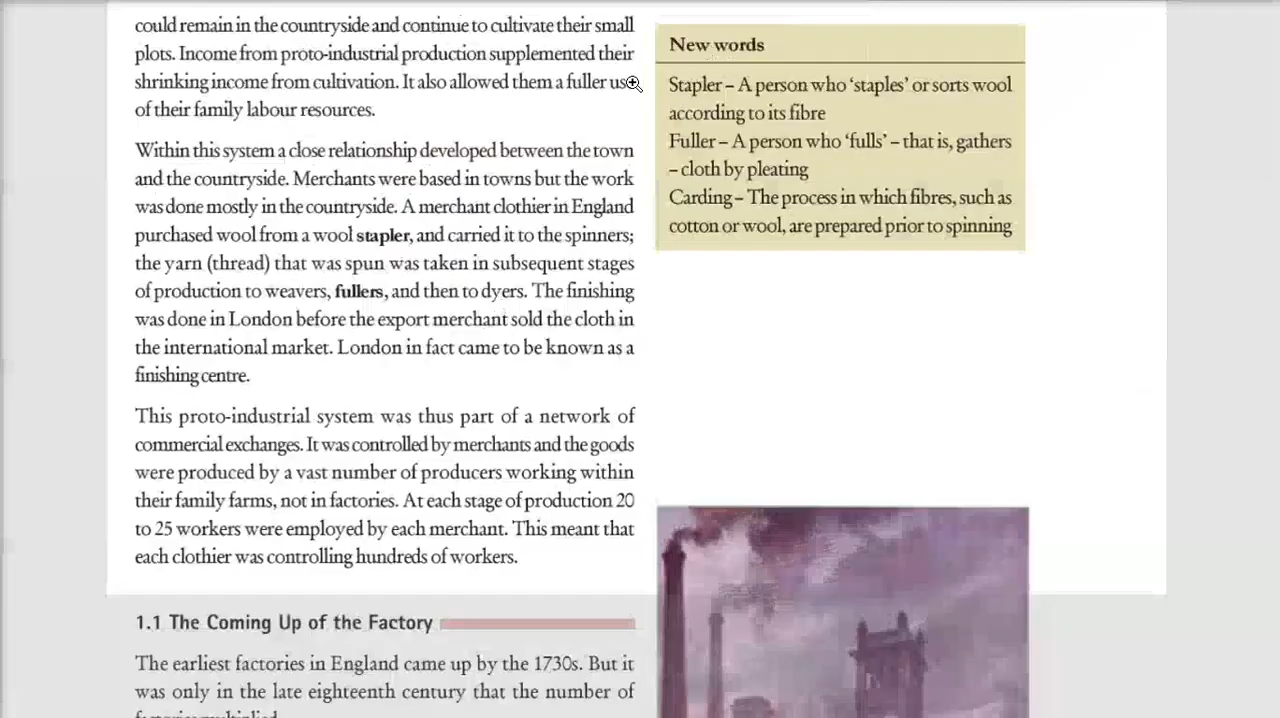 could remain in the countryside and continue to cultivate their small
plots. Income from proto-industrial production supplemented their
shrinking income from cultivation. It also allowed them a fuller use
of their family labour resources.
Within this system a close relationship developed between the town
and the countryside. Merchants were based in towns but the work
was done mostly in the countryside. A merchant clothier in England
purchased wool from a wool stapler, and carried it to the spinners;
the yarn (thread) that was spun was taken in subsequent stages
of production to weavers, fullers, and then to dyers. The finishing
was done in London before the export merchant sold the cloth in
the international market. London in fact came to be known as a
finishing centre.
This proto-industrial system was thus part of a network of
commercial exchanges. It was controlled by merchants and the goods
were produced by a vast number of producers working within
their family farms, not in factories. At each stage of production 20
to 25 workers were employed by each merchant. This meant that
each clothier was controlling hundreds of workers.
1.1 The Coming Up of the Factory
The earliest factories in England came up by the 1730s. But it
was only in the late eighteenth century that the number of
New words
Stapler – A person who ‘staples’ or sorts wool
according to its fibre
Fuller – A person who ‘fulls’ – that is, gathers
– cloth by pleating
Carding – The process in which fibres, such as
cotton or wool, are prepared prior to spinning